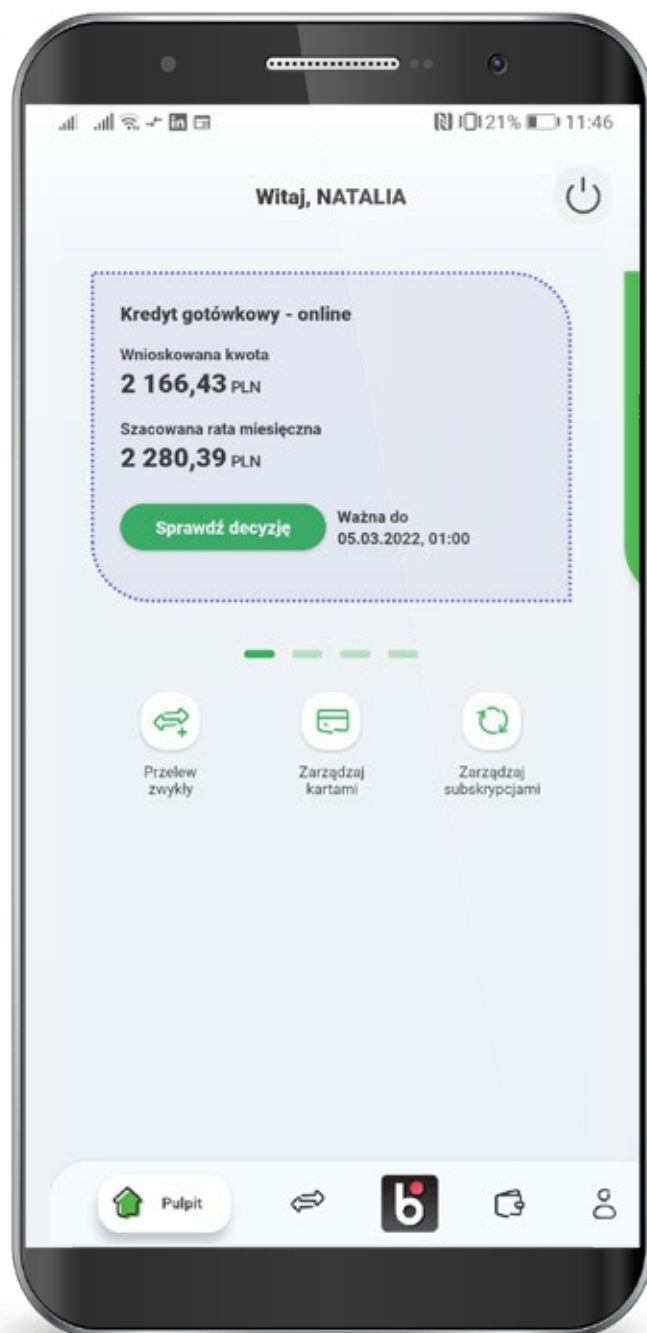 21% 11:46
Witaj, NATALIA
Kredyt gotówkowy - online
Wnioskowana kwota
2 166,43 PLN
Szacowana rata miesięczna
2 280,39 PLN
Sprawdź decyzję
Ważna do
05.03.2022, 01:00
Przelew
zwykły
Zarządzaj
kartami
Zarządzaj
subskrypcjami
Pulpit